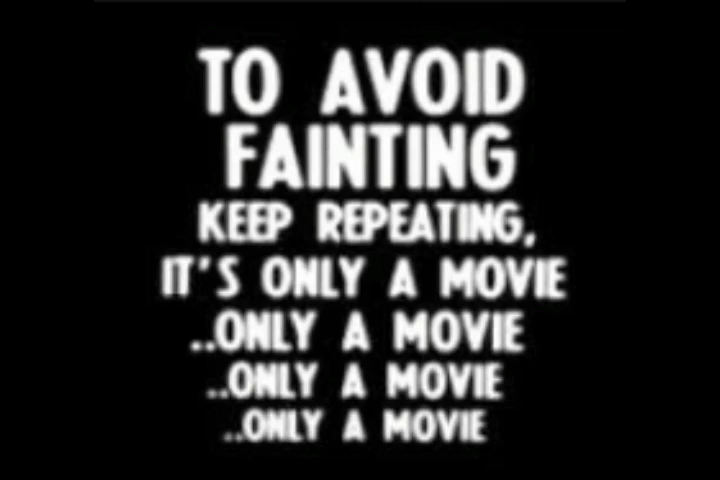 TO AVOID
FAINTING
KEEP REPEATING,
IT'S ONLY A MOVIE
..ONLY A MOVIE
..ONLY A MOVIE
..ONLY A MOVIE